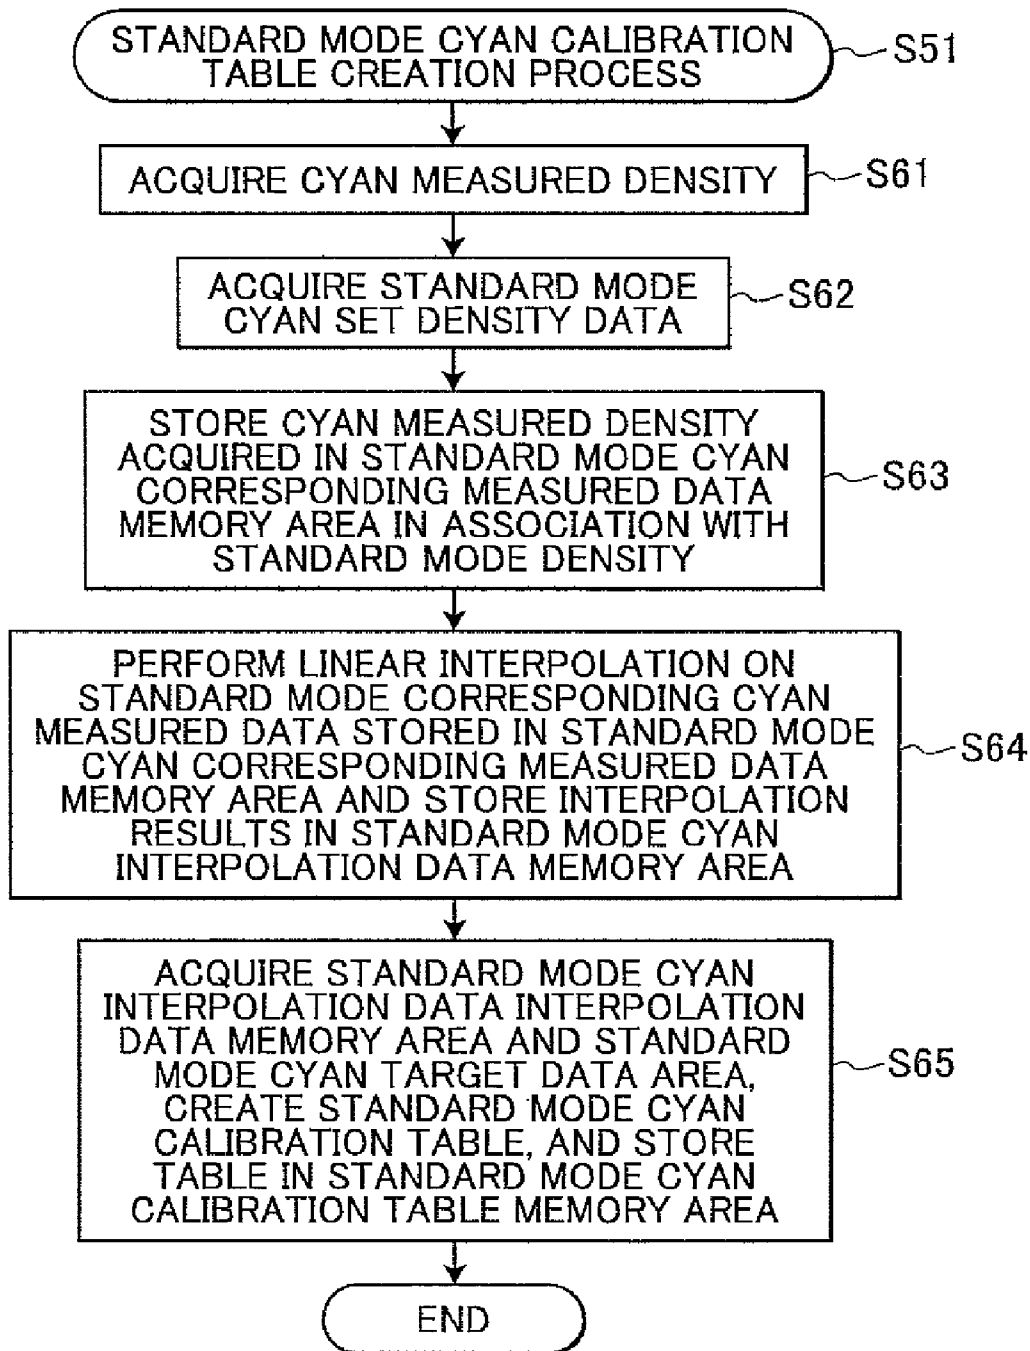 STANDARD MODE CYAN CALIBRATION
TABLE CREATION PROCESS
S51
ACQUIRE CYAN MEASURED DENSITY
S61
ACQUIRE STANDARD MODE
CYAN SET DENSITY DATA
S62
STORE CYAN MEASURED DENSITY
ACQUIRED IN STANDARD MODE CYAN
CORRESPONDING MEASURED DATA
MEMORY AREA IN ASSOCIATION WITH
STANDARD MODE DENSITY
S63
PERFORM LINEAR INTERPOLATION ON
STANDARD MODE CORRESPONDING CYAN
MEASURED DATA STORED IN STANDARD MODE
CYAN CORRESPONDING MEASURED DATA
MEMORY AREA AND STORE INTERPOLATION
RESULTS IN STANDARD MODE CYAN
INTERPOLATION DATA MEMORY AREA
S64
ACQUIRE STANDARD MODE CYAN
INTERPOLATION DATA INTERPOLATION
DATA MEMORY AREA AND STANDARD
MODE CYAN TARGET DATA AREA,
CREATE STANDARD MODE CYAN
CALIBRATION TABLE, AND STORE
TABLE IN STANDARD MODE CYAN
CALIBRATION TABLE MEMORY AREA
S65
END